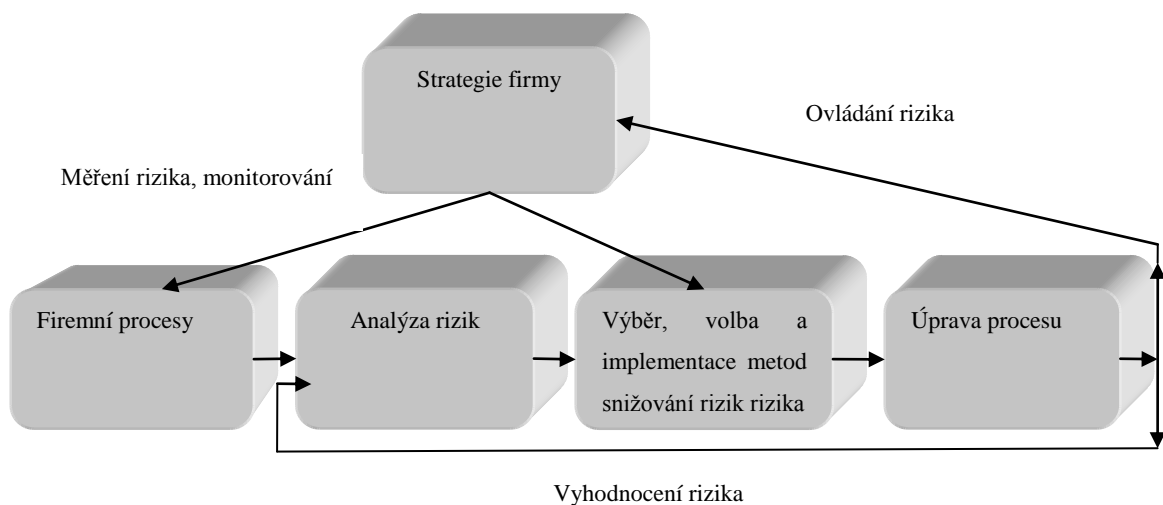 Strategie firmy
Ovládání rizika
Měření rizika, monitorování
Firemní procesy
Analýza rizik
Výběr, volba a
implementace metod
snižování rizik rizika
Úprava procesu
Vyhodnocení rizika